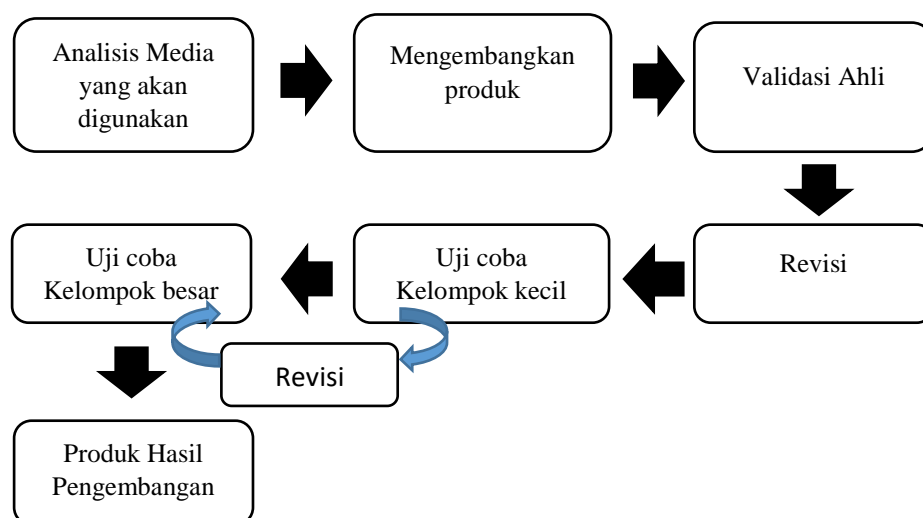 Analisis Media
yang akan
digunakan
Mengembangkan
produk
Validasi Ahli
Revisi
Uji coba
Kelompok kecil
Uji coba
Kelompok besar
Revisi
Produk Hasil
Pengembangan